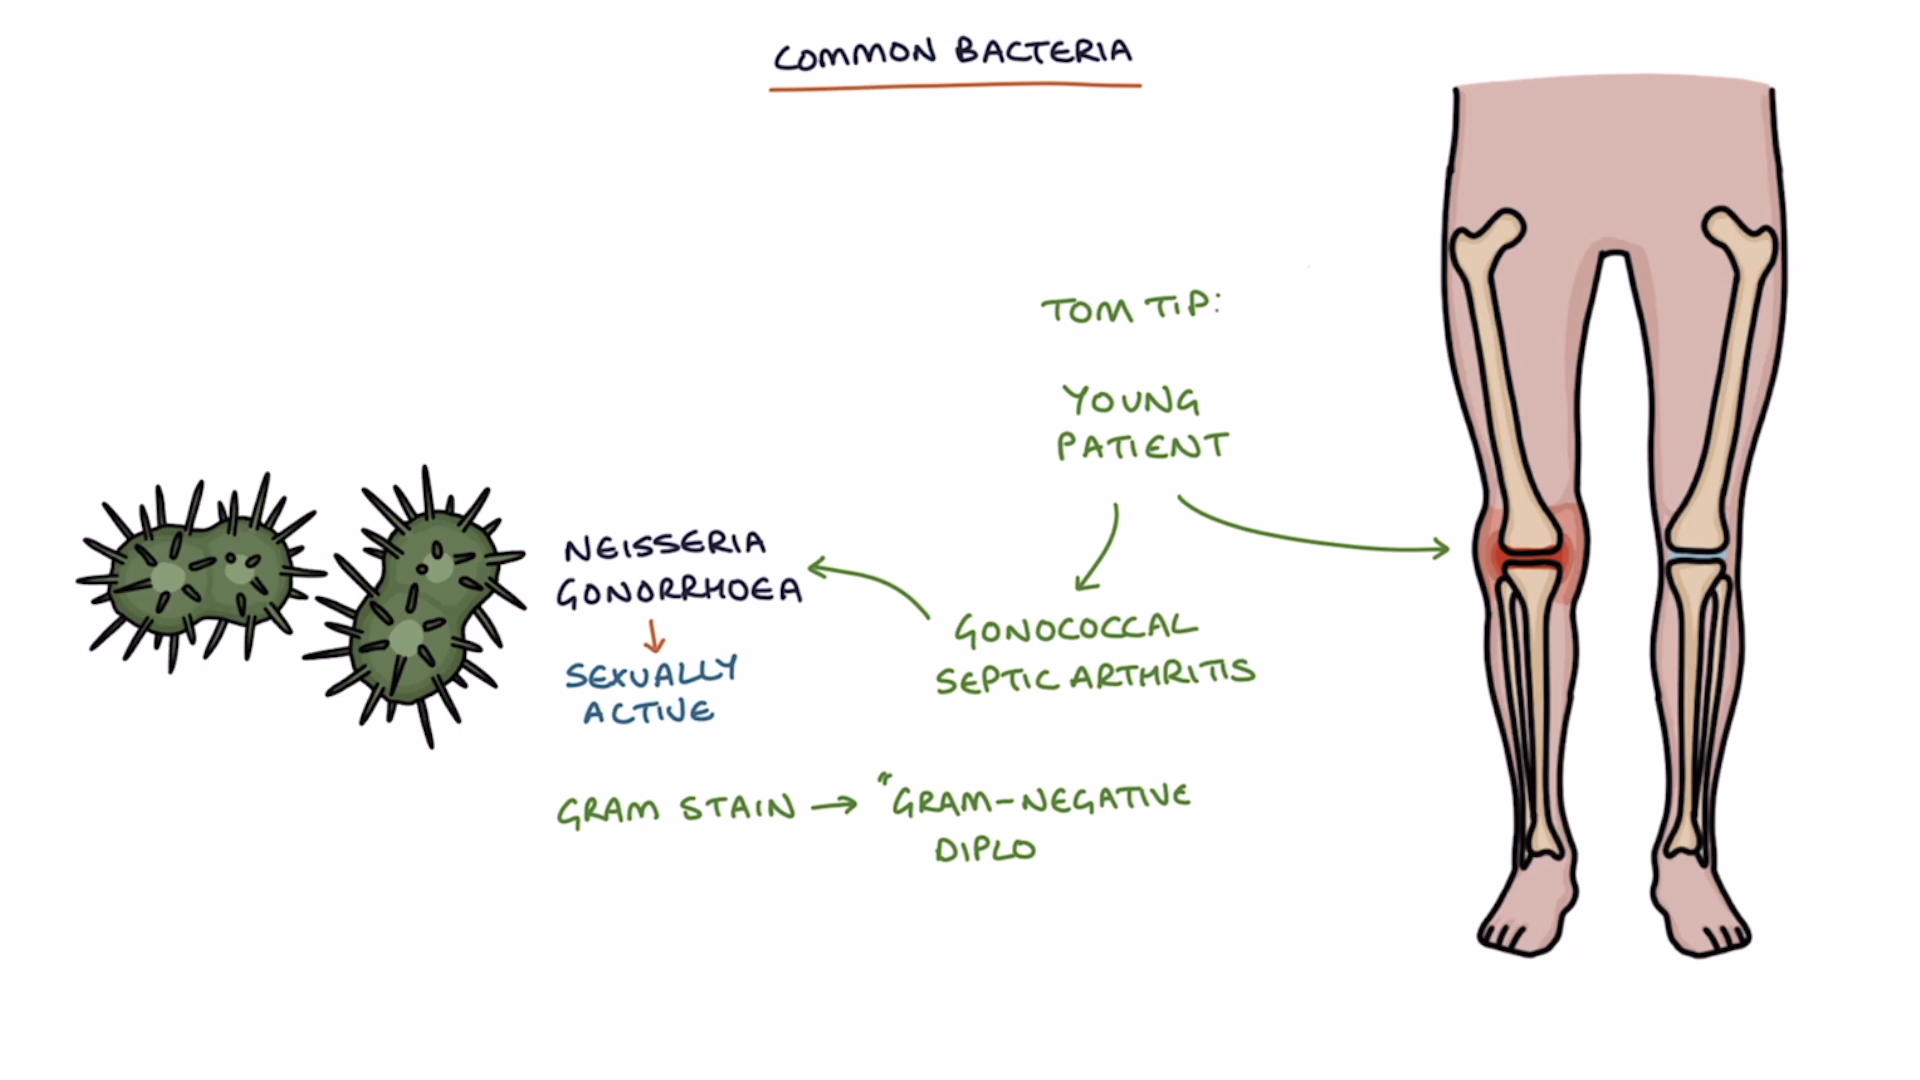 COMMON BACTERIA
TOM TIP:
YOUNG
PATIENT
NEISSERIA
GONORRHOEA
SEXUALLY
ACTIVE
GONOCOCCAL
SEPTIC ARTHRITIS
GRAM STAIN → "GRAM-NEGATIVE
DIPLO